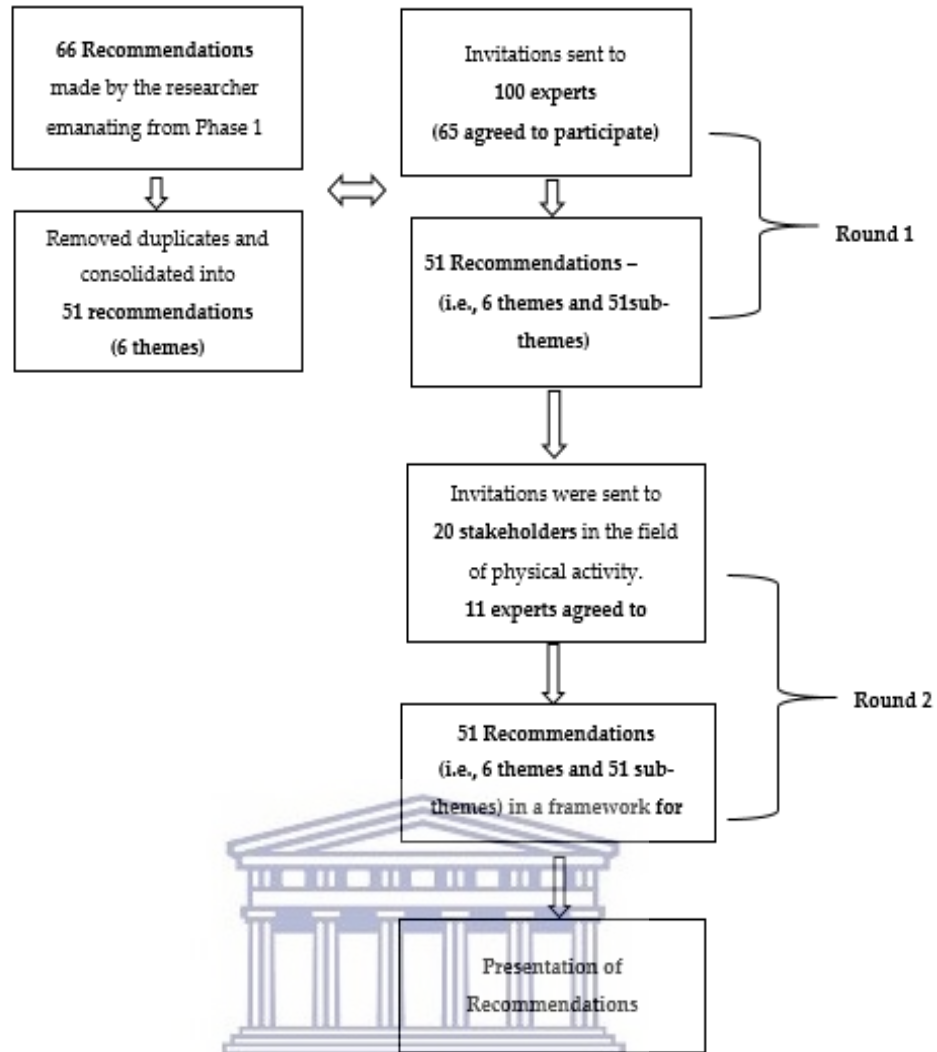 66 Recommendations
made by the researcher
emanating from Phase 1
Removed duplicates and
consolidated into
51 recommendations
(6 themes)
Invitations sent to
100 experts
(65 agreed to participate)
51 Recommendations –
(i.e., 6 themes and 51sub-
themes)
Round 1
Invitations were sent to
20 stakeholders in the field
of physical activity.
11 experts agreed to
51 Recommendations
(i.e., 6 themes and 51 sub-
themes) in a framework for
Round 2
Presentation of
Recommendations